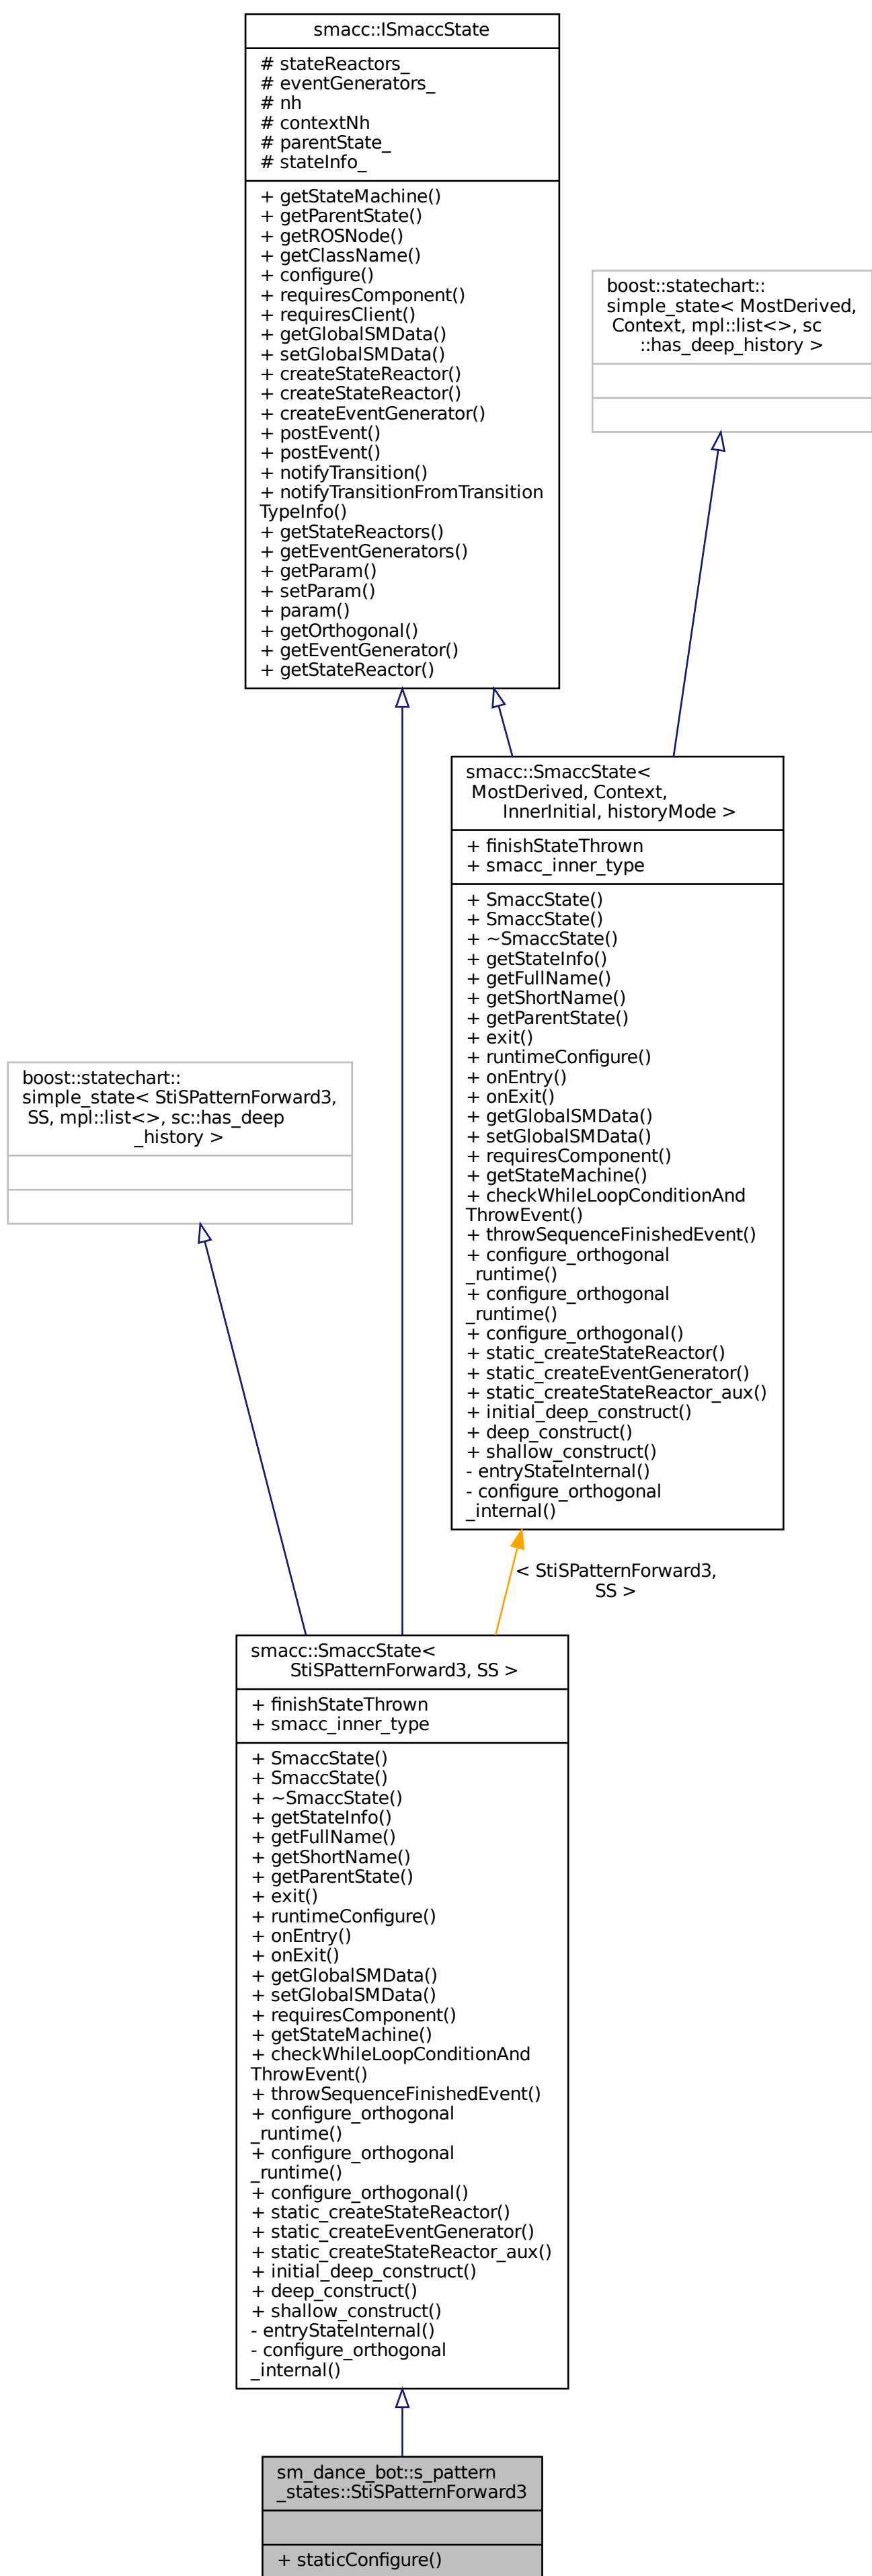 smacc::ISmaccState
# stateReactors_
# eventGenerators_
# nh
# contextNh
# parentState_
# stateInfo_
+ getStateMachine()
+ getParentState()
+ getROSNode()
+ getClassName()
+ configure()
+ requiresComponent()
+ requiresClient()
+ getGlobalSMData()
+ setGlobalSMData()
+ createStateReactor()
+ createStateReactor()
+ createEventGenerator()
+ postEvent()
+ postEvent()
+ notifyTransition()
+ notifyTransitionFromTransition
TypeInfo()
+ getStateReactors()
+ getEventGenerators()
+ getParam()
+ setParam()
+ param()
+ getOrthogonal()
+ getEventGenerator()
+ getStateReactor()
boost::statechart::
simple_state< MostDerived,
Context, mpl::list<>, sc
::has_deep_history >
smacc::SmaccState<
MostDerived, Context,
InnerInitial, historyMode >
+ finishStateThrown
+ smacc_inner_type
+ SmaccState()
+ SmaccState()
+ ~SmaccState()
+ getStateInfo()
+ getFullName()
+ getShortName()
+ getParentState()
+ exit()
+ runtimeConfigure()
+ onEntry()
+ onExit()
+ getGlobalSMData()
+ setGlobalSMData()
+ requiresComponent()
+ getStateMachine()
+ checkWhileLoopConditionAnd
ThrowEvent()
+ throwSequenceFinishedEvent()
+ configure_orthogonal
_runtime()
+ configure_orthogonal
_runtime()
+ configure_orthogonal()
+ static_createStateReactor()
+ static_createEventGenerator()
+ static_createStateReactor_aux()
+ initial_deep_construct()
+ deep_construct()
+ shallow_construct()
- entryStateInternal()
- configure_orthogonal
_internal()
boost::statechart::
simple_state< StiSPatternForward3,
SS, mpl::list<>, sc::has_deep
_history >
< StiSPatternForward3,
SS >
smacc::SmaccState<
StiSPatternForward3, SS >
+ finishStateThrown
+ smacc_inner_type
+ SmaccState()
+ SmaccState()
+ ~SmaccState()
+ getStateInfo()
+ getFullName()
+ getShortName()
+ getParentState()
+ exit()
+ runtimeConfigure()
+ onEntry()
+ onExit()
+ getGlobalSMData()
+ setGlobalSMData()
+ requiresComponent()
+ getStateMachine()
+ checkWhileLoopConditionAnd
ThrowEvent()
+ throwSequenceFinishedEvent()
+ configure_orthogonal
_runtime()
+ configure_orthogonal
_runtime()
+ configure_orthogonal()
+ static_createStateReactor()
+ static_createEventGenerator()
+ static_createStateReactor_aux()
+ initial_deep_construct()
+ deep_construct()
+ shallow_construct()
- entryStateInternal()
- configure_orthogonal
_internal()
sm_dance_bot::s_pattern
_states::StiSPatternForward3
+ staticConfigure()